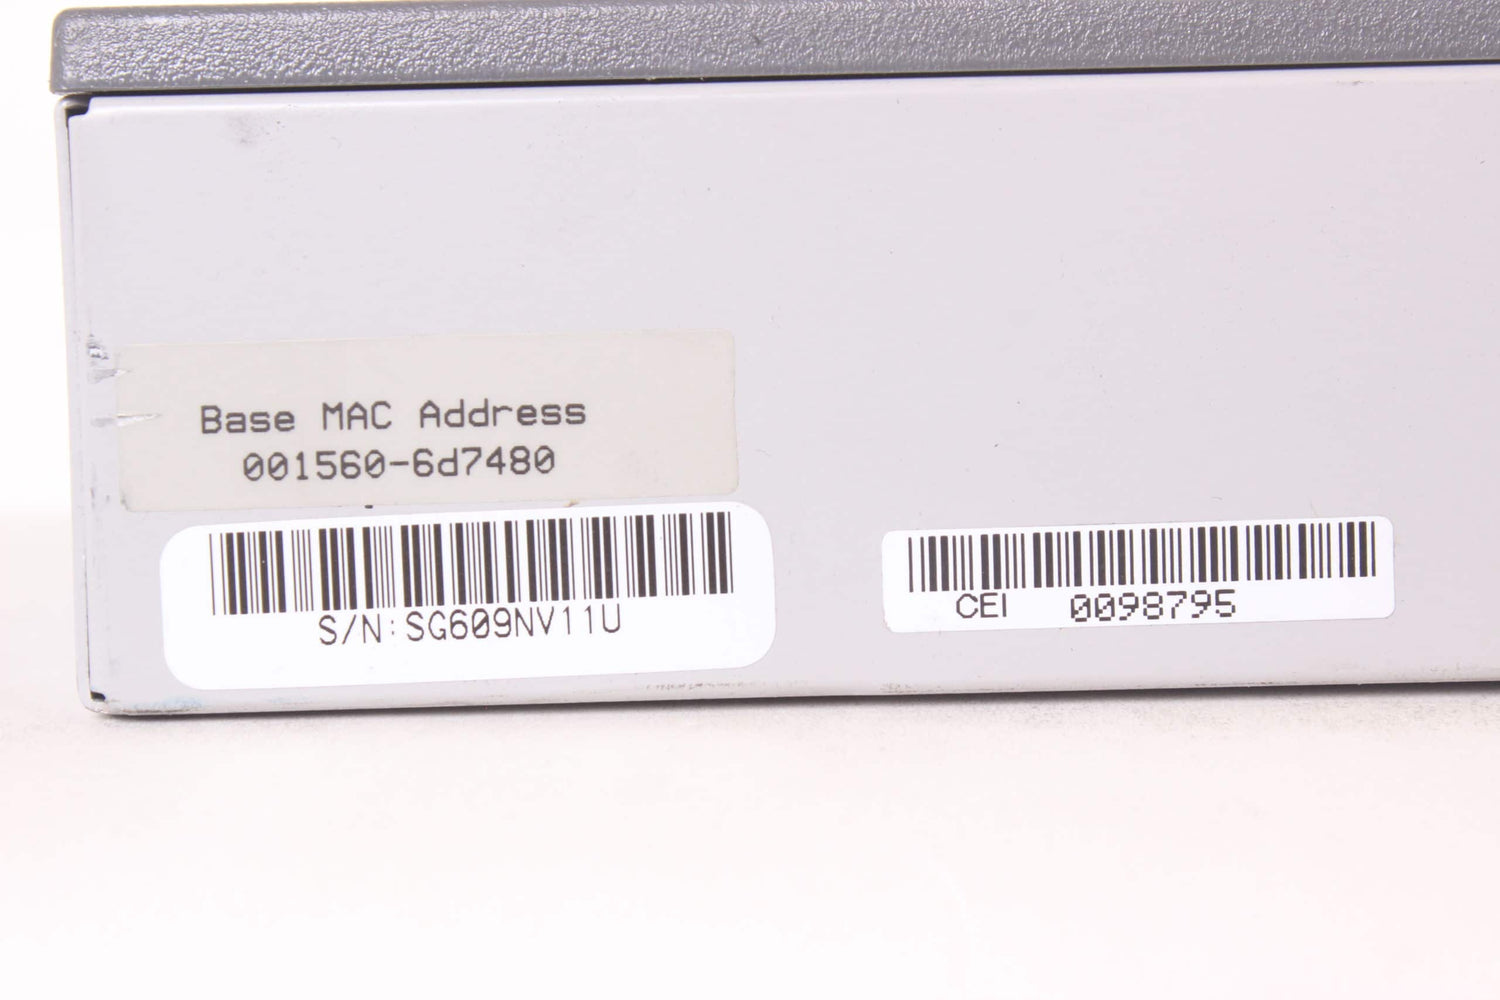 Base MAC Address
001560-6d7480
S/N:SG609NV11U
CEI 0098795